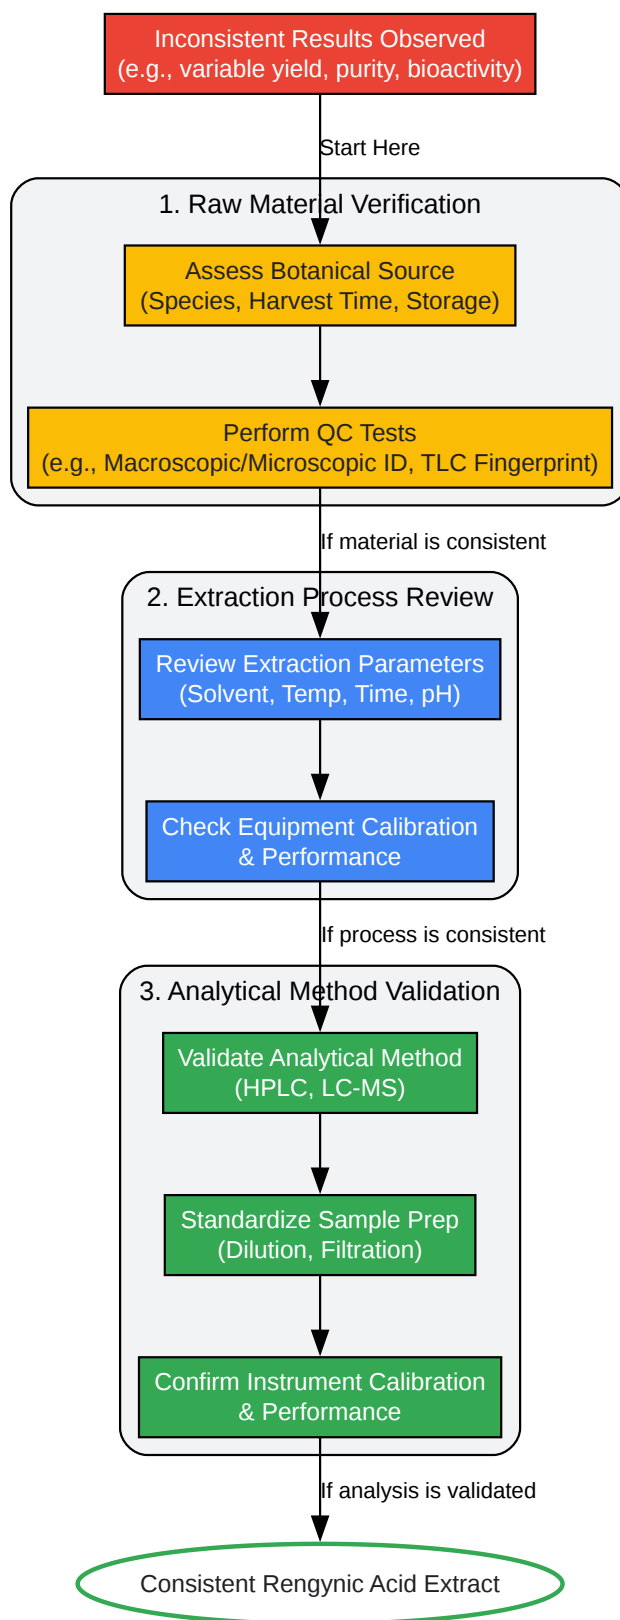 Inconsistent Results Observed
(e.g., variable yield, purity, bioactivity)
Start Here
1. Raw Material Verification
Assess Botanical Source
(Species, Harvest Time, Storage)
Perform QC Tests
(e.g., Macroscopic/Microscopic ID, TLC Fingerprint)
If material is consistent
2. Extraction Process Review
Review Extraction Parameters
(Solvent, Temp, Time, pH)
Check Equipment Calibration
& Performance
If process is consistent
3. Analytical Method Validation
Validate Analytical Method
(HPLC, LC-MS)
Standardize Sample Prep
(Dilution, Filtration)
Confirm Instrument Calibration
& Performance
If analysis is validated
Consistent Rengynic Acid Extract